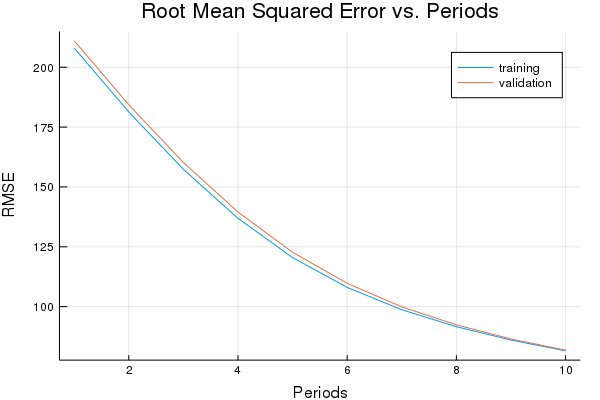 Root Mean Squared Error vs. Periods
training
validation
200
175
150
125
100
RMSE
2 4 6 8 10
Periods